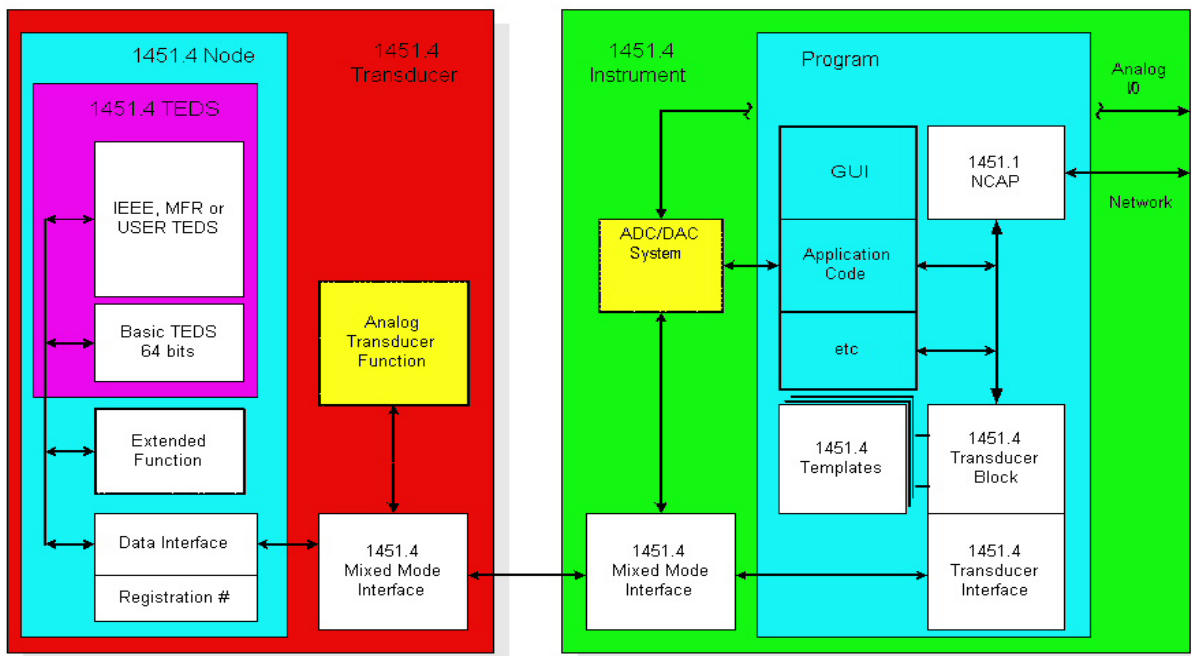 1451.4 Node
1451.4
Transducer
1451.4 TEDS
IEEE, MFR or
USER TEDS
Basic TEDS
64 bits
Extended
Function
Data Interface
Registration #
Analog
Transducer
Function
1451.4
Mixed Mode
Interface
1451.4
Instrument
Program
Analog
I0
GUI
1451.1
NCAP
Network
ADC/DAC
System
Application
Code
etc
1451.4
Templates
1451.4
Transducer
Block
1451.4
Mixed Mode
Interface
1451.4
Transducer
Interface